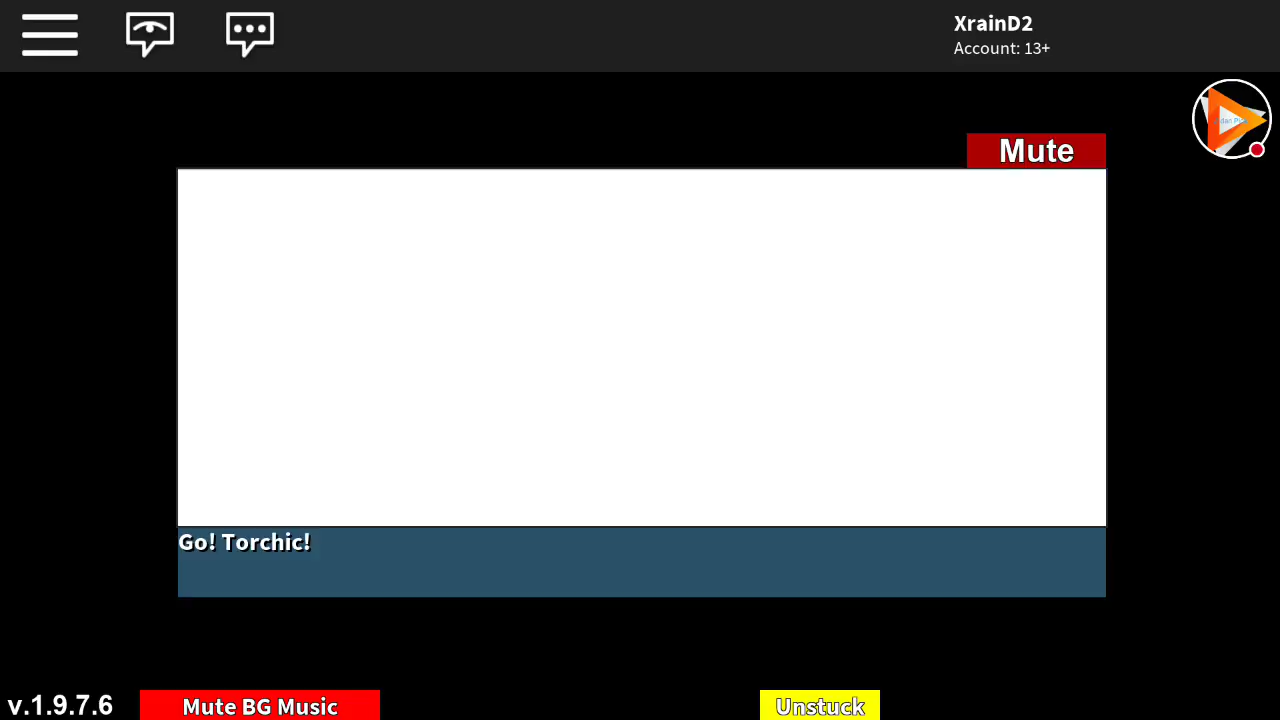 XrainD2
Account: 13+
Mute
Go! Torchic!
v.1.9.7.6
Mute BG Music
Unstuck